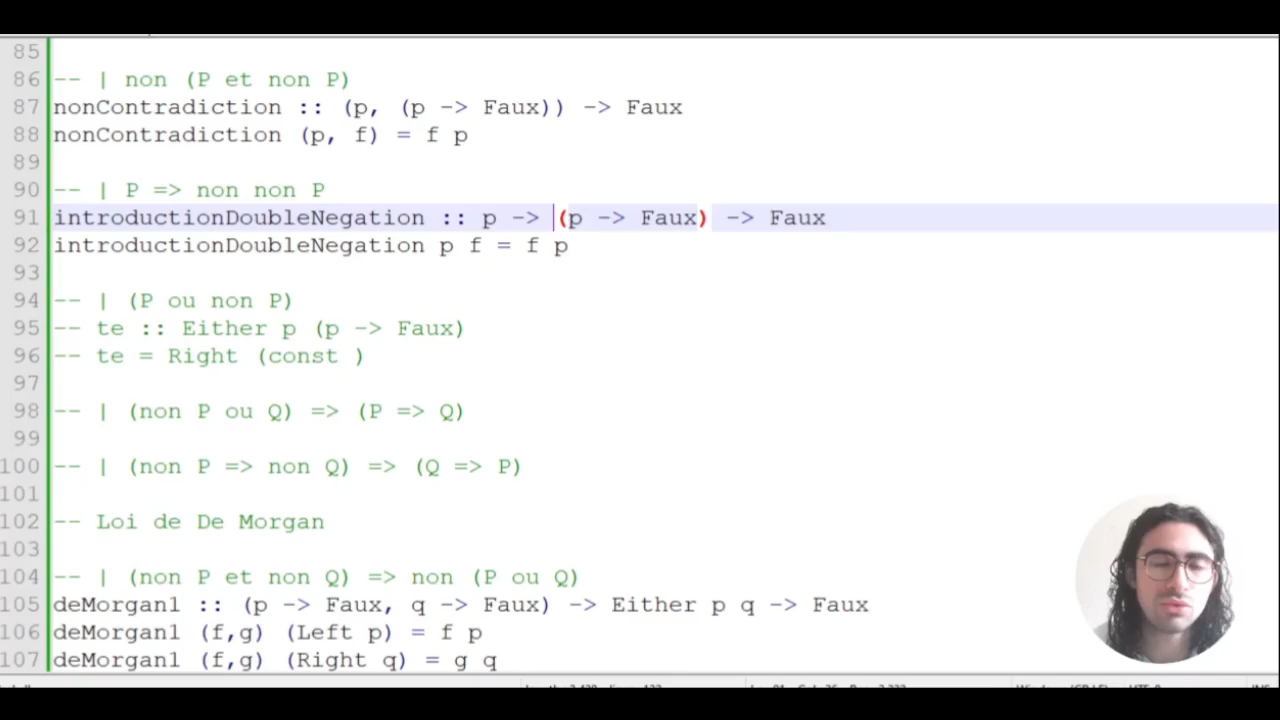 85
86 -- | non (P et non P)
87 nonContradiction :: (p, (p -> Faux)) -> Faux
88 nonContradiction (p, f) = f p
89
90 -- | P => non non P
91 introductionDoubleNegation :: p -> (p -> Faux) -> Faux
92 introductionDoubleNegation p f = f p
93
94 -- | (P ou non P)
95 -- te :: Either p (p -> Faux)
96 -- te = Right (const )
97
98 -- | (non P ou Q) => (P => Q)
99
100 -- | (non P => non Q) => (Q => P)
101
102 -- Loi de De Morgan
103
104 -- | (non P et non Q) => non (P ou Q)
105 deMorgan1 :: (p -> Faux, q -> Faux) -> Either p q -> Faux
106 deMorgan1 (f,g) (Left p) = f p
107 deMorgan1 (f,g) (Right q) = g q